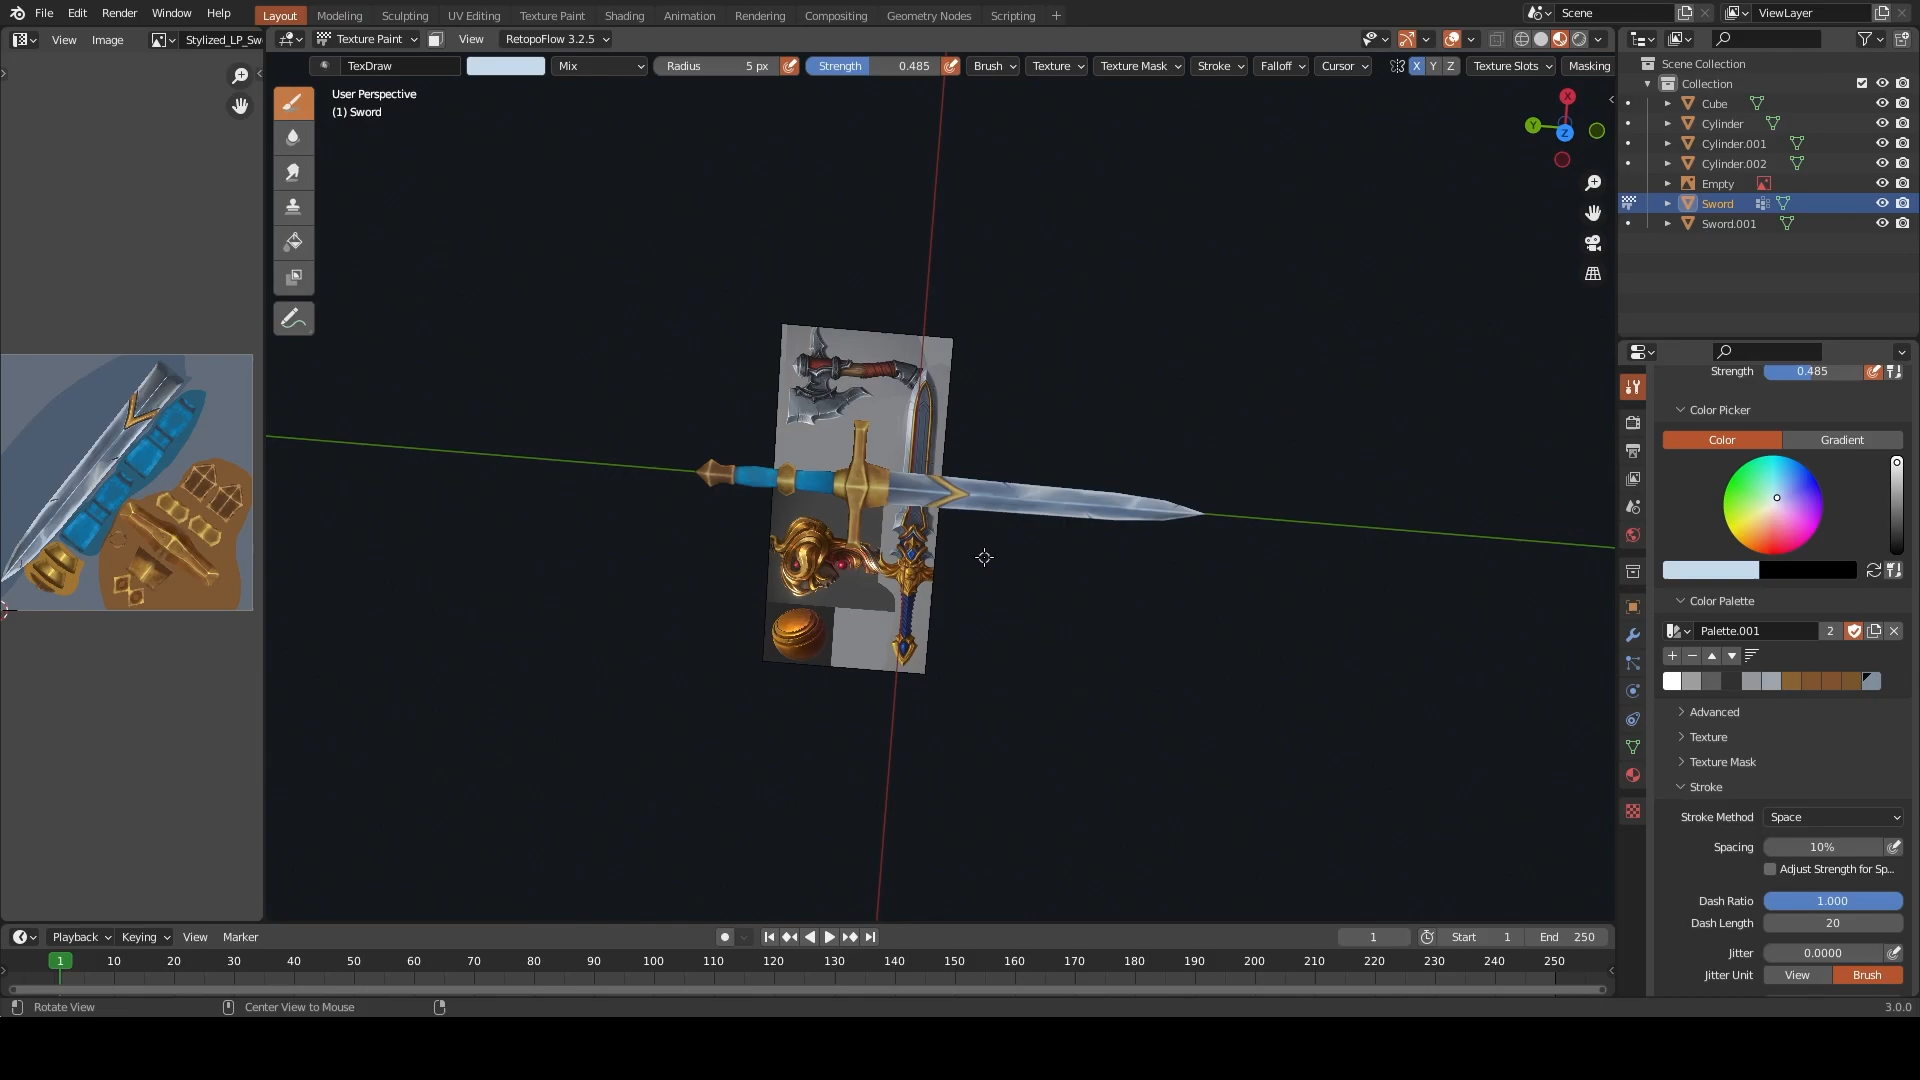 File Edit Render Window Help Layout Modeling Sculpting UV Editing Texture Paint Shading Animation Rendering Compositing Geometry Nodes Scripting Scene ViewLayer
View Image Stylized_LP_Sw Texture Paint View RetopoFlow 3.2.5
TexDraw Mix Radius 5 px Strength 0.485 Brush Texture Texture Mask Stroke Falloff Cursor X Y Z Texture Slots Masking
User Perspective
(1) Sword
X
Y
Z
Scene Collection
Collection
Cube
Cylinder
Cylinder.001
Cylinder.002
Empty
Sword
Sword.001
Strength 0.485
Color Picker
Color Gradient
Color Palette
Palette.001 2
Advanced
Texture
Texture Mask
Stroke
Stroke Method Space
Spacing 10%
Adjust Strength for Sp...
Dash Ratio 1.000
Dash Length 20
Jitter 0.0000
Jitter Unit View Brush
Playback Keying View Marker 1 Start 1 End 250
1 10 20 30 40 50 60 70 80 90 100 110 120 130 140 150 160 170 180 190 200 210 220 230 240 250
Rotate View Center View to Mouse 3.0.0